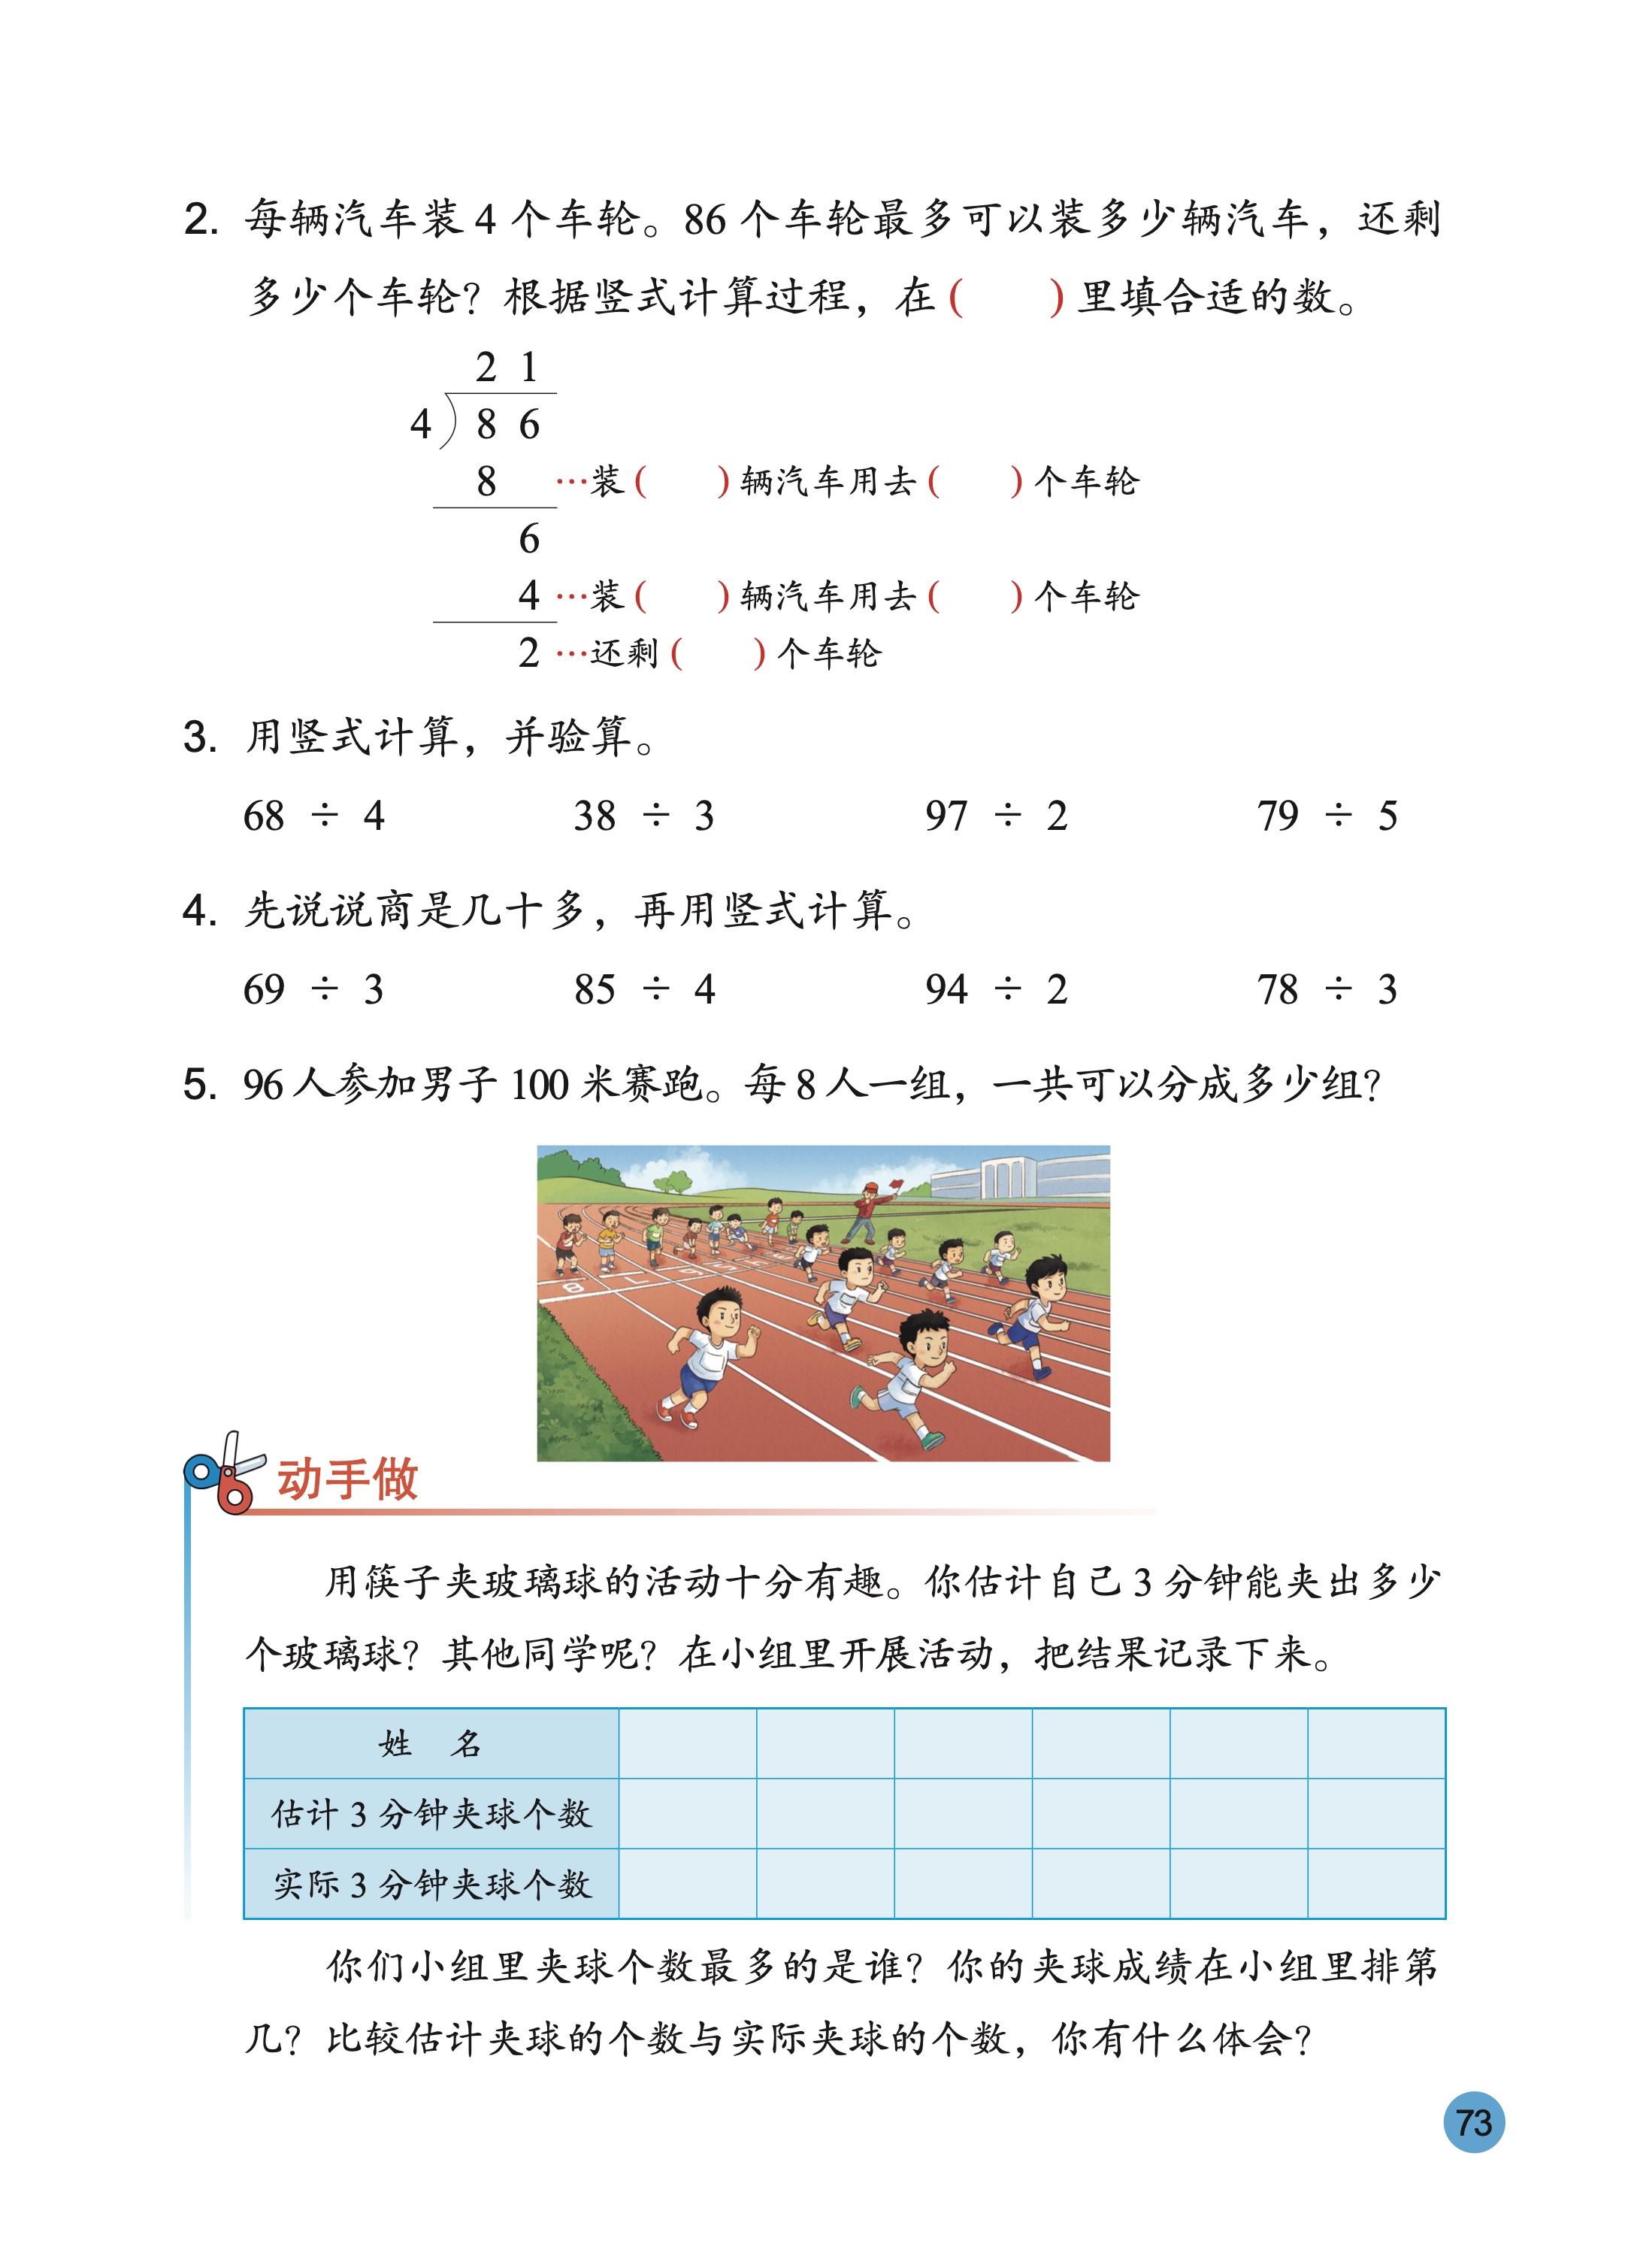 2. 每辆汽车装 4 个车轮。86 个车轮最多可以装多少辆汽车，还剩
多少个车轮？根据竖式计算过程，在（　　）里填合适的数。
2 1
4 ) 8 6
8 …装（　　）辆汽车用去（　　）个车轮
6
4 …装（　　）辆汽车用去（　　）个车轮
2 …还剩（　　）个车轮
3. 用竖式计算，并验算。
68 ÷ 4　38 ÷ 3　97 ÷ 2　79 ÷ 5
4. 先说说商是几十多，再用竖式计算。
69 ÷ 3　85 ÷ 4　94 ÷ 2　78 ÷ 3
5. 96 人参加男子 100 米赛跑。每 8 人一组，一共可以分成多少组？
8
动手做
用筷子夹玻璃球的活动十分有趣。你估计自己 3 分钟能夹出多少
个玻璃球？其他同学呢？在小组里开展活动，把结果记录下来。
姓　名
估计 3 分钟夹球个数
实际 3 分钟夹球个数
你们小组里夹球个数最多的是谁？你的夹球成绩在小组里排第
几？比较估计夹球的个数与实际夹球的个数，你有什么体会？
73